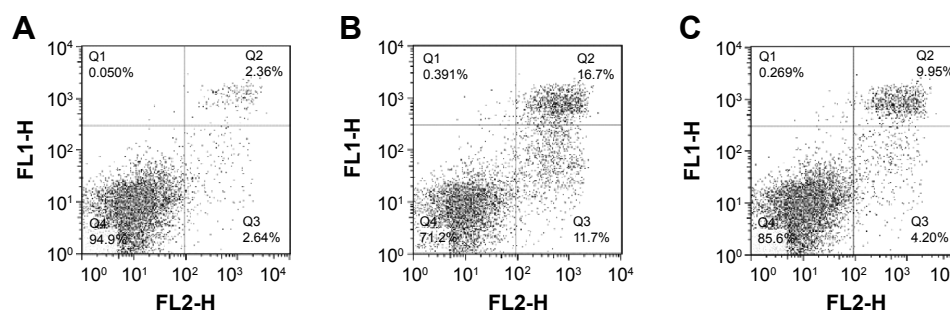 A
10⁴
10³
10²
10¹
10⁰
FL1-H
Q1
0.050%
Q2
2.36%
Q4
94.9%
Q3
2.64%
10⁰ 10¹ 10² 10³ 10⁴
FL2-H
B
10⁴
10³
10²
10¹
10⁰
FL1-H
Q1
0.391%
Q2
16.7%
Q4
71.2%
Q3
11.7%
10⁰ 10¹ 10² 10³ 10⁴
FL2-H
C
10⁴
10³
10²
10¹
10⁰
FL1-H
Q1
0.269%
Q2
9.95%
Q4
85.6%
Q3
4.20%
10⁰ 10¹ 10² 10³
FL2-H